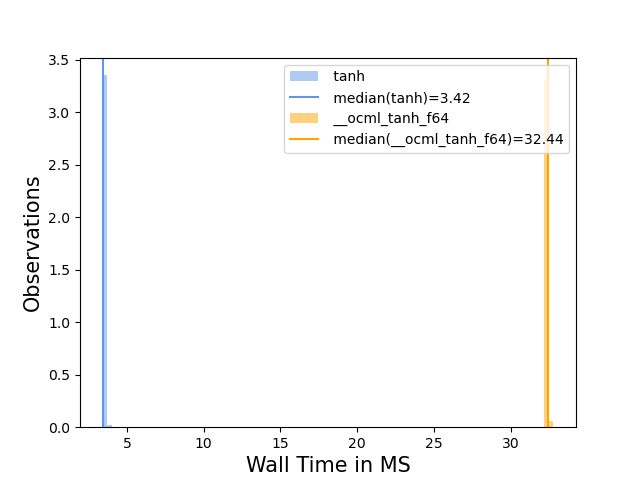 3.5
3.0
2.5
2.0
1.5
1.0
0.5
0.0
Observations
tanh
median(tanh)=3.42
__ocml_tanh_f64
median(__ocml_tanh_f64)=32.44
5 10 15 20 25 30
Wall Time in MS